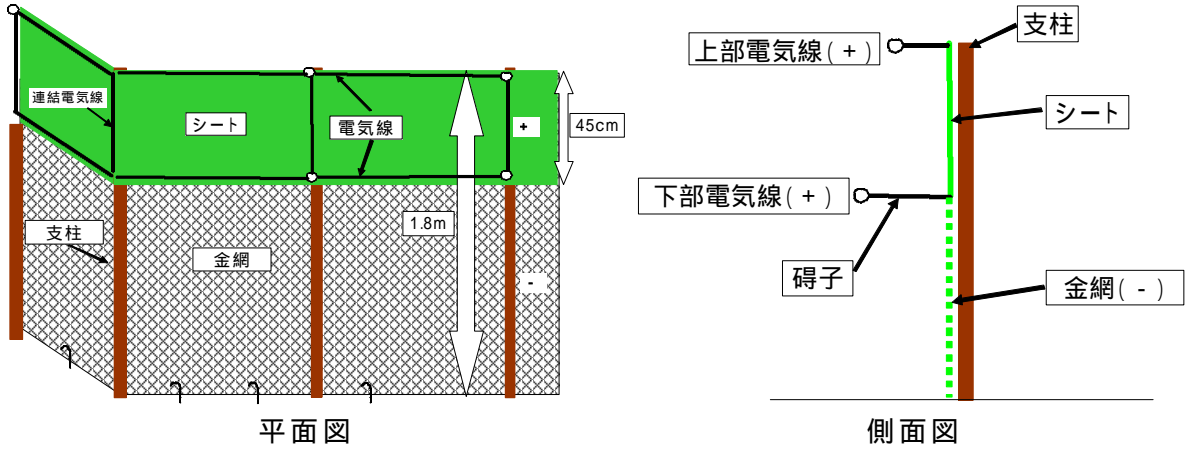 連結電気線
シート
電気線
+
45cm
1.8m
支柱
金網
-
平面図
支柱
上部電気線(+)
シート
下部電気線(+)
碍子
金網(-)
側面図